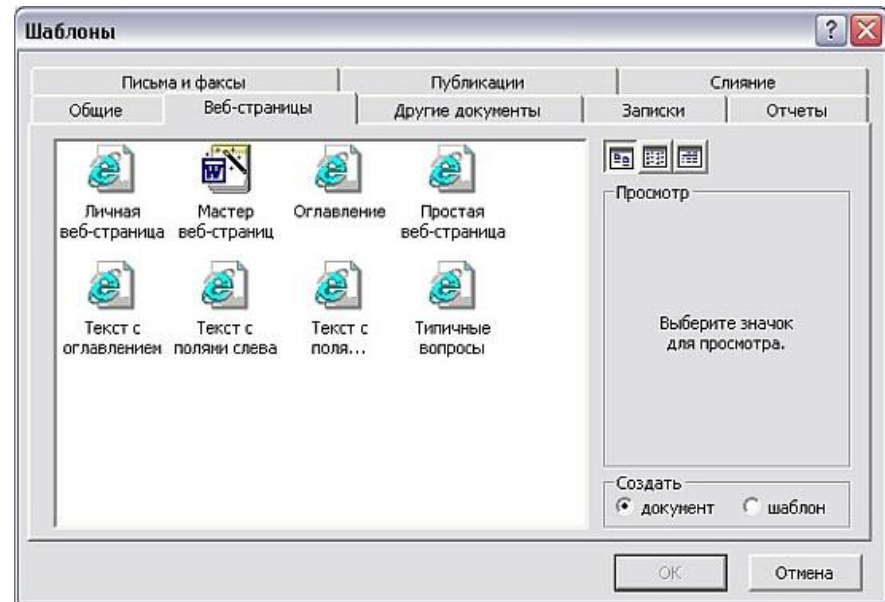 Шаблоны
Письма и факсы Публикации Слияние
Общие Веб-страницы Другие документы Записки Отчеты
Личная веб-страница
Мастер веб-страниц
Оглавление
Простая веб-страница
Текст с оглавлением
Текст с полями слева
Текст с поля...
Типичные вопросы
Просмотр
Выберите значок
для просмотра.
Создать
документ шаблон
ОК Отмена